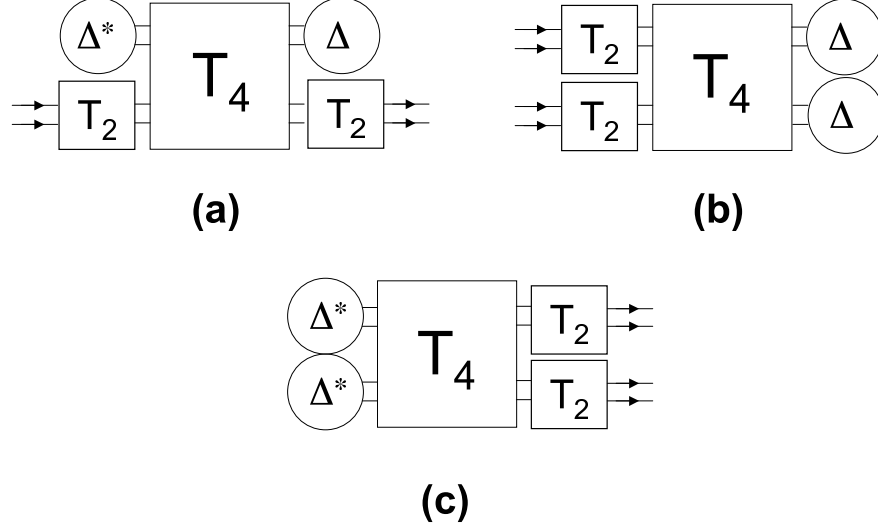 Δ* T₄ Δ
T₂ T₂
(a)
T₂ T₄ Δ
T₂ Δ
(b)
Δ* T₄ T₂
Δ* T₂
(c)